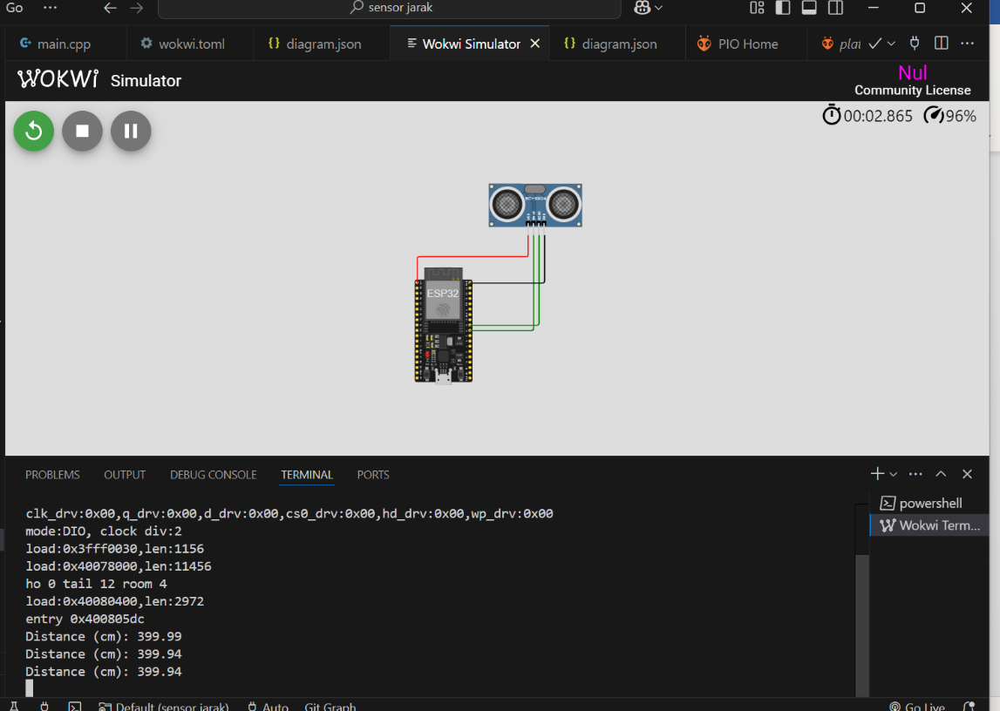 Go ··· sensor jarak
main.cpp wokwi.toml {} diagram.json Wokwi Simulator {} diagram.json PIO Home plat
WOKWI Simulator
Nul
Community License
00:02.865 96%
HC-SR04
ESP32
PROBLEMS OUTPUT DEBUG CONSOLE TERMINAL PORTS
clk_drv:0x00,q_drv:0x00,d_drv:0x00,cs0_drv:0x00,hd_drv:0x00,wp_drv:0x00
mode:DIO, clock div:2
load:0x3fff0030,len:1156
load:0x40078000,len:11456
ho 0 tail 12 room 4
load:0x40080400,len:2972
entry 0x400805dc
Distance (cm): 399.99
Distance (cm): 399.94
Distance (cm): 399.94
powershell
Wokwi Term...
Default (sensor jarak) Auto Git Graph Go Live